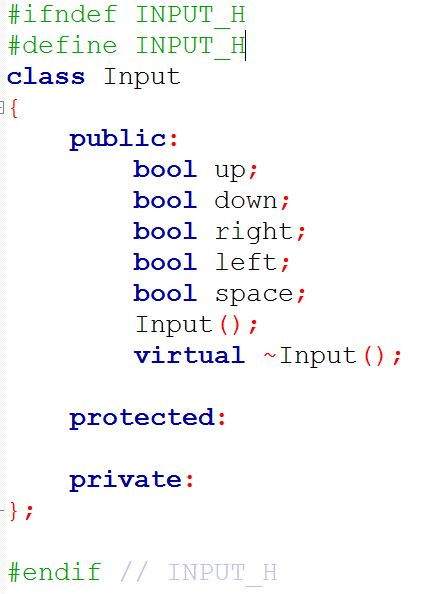 #ifndef INPUT_H
#define INPUT_H
class Input
{
public:
bool up;
bool down;
bool right;
bool left;
bool space;
Input();
virtual ~Input();
protected:
private:
};
#endif // INPUT_H